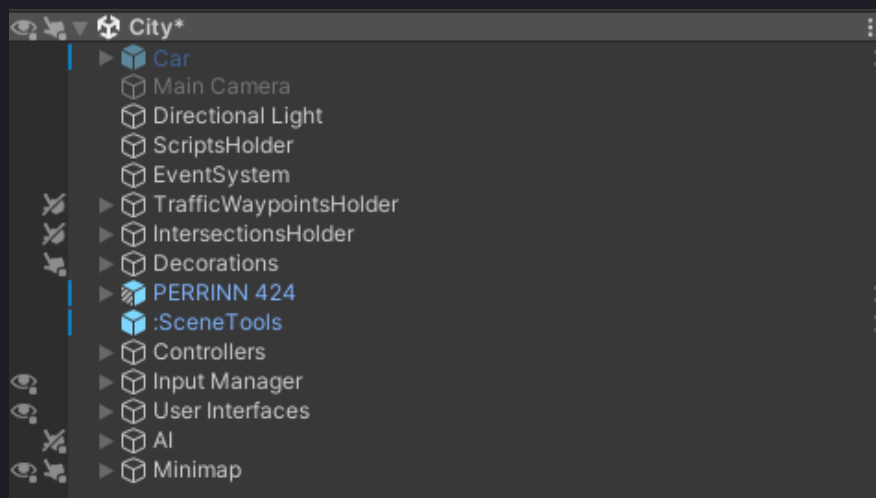 City*
Car
Main Camera
Directional Light
ScriptsHolder
EventSystem
TrafficWaypointsHolder
IntersectionsHolder
Decorations
PERRINN 424
:SceneTools
Controllers
Input Manager
User Interfaces
AI
Minimap